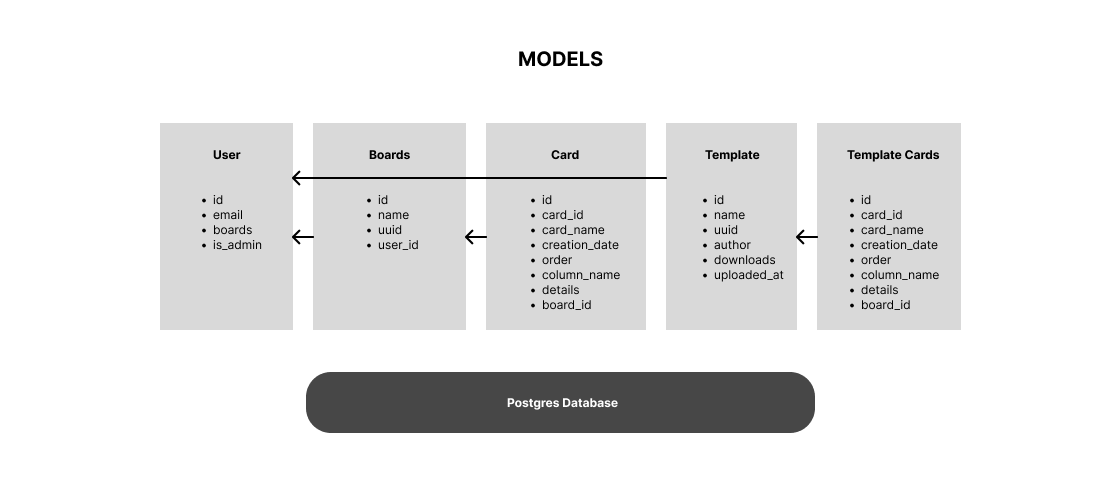 MODELS
User
• id
• email
• boards
• is_admin
Boards
• id
• name
• uuid
• user_id
Card
• id
• card_id
• card_name
• creation_date
• order
• column_name
• details
• board_id
Template
• id
• name
• uuid
• author
• downloads
• uploaded_at
Template Cards
• id
• card_id
• card_name
• creation_date
• order
• column_name
• details
• board_id
Postgres Database